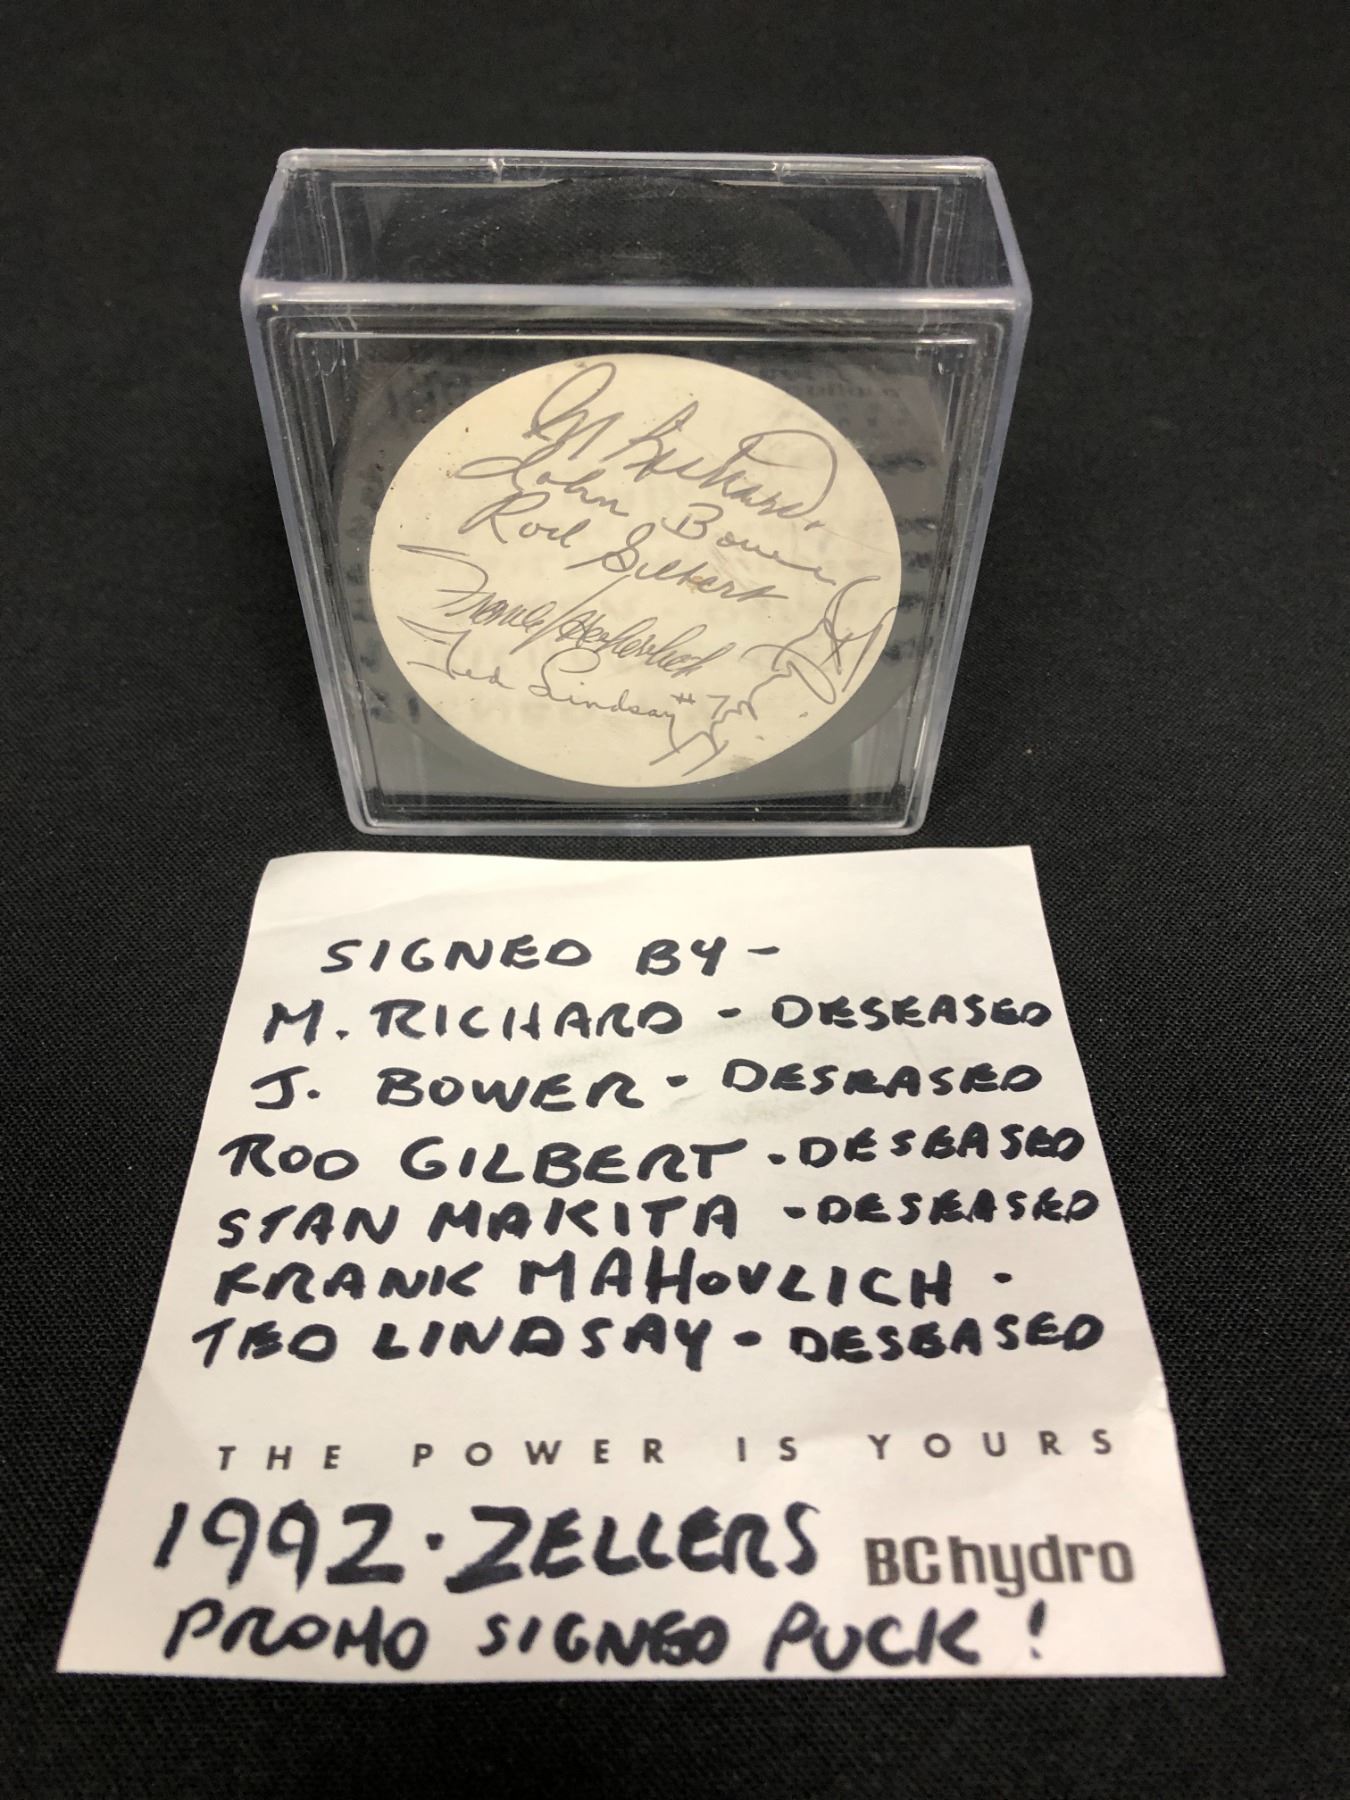 M Richard
John Bower
Rod Gilbert
Frank Mahovlich
Ted Lindsay #7
SIGNED BY -
M. RICHARD - DESEASED
J. BOWER - DESEASED
ROD GILBERT - DESEASED
STAN MAKITA - DESEASED
FRANK MAHOVLICH -
TED LINDSAY - DESEASED
THE POWER IS YOURS
1992 · ZELLERS BChydro
PROMO SIGNED PUCK !